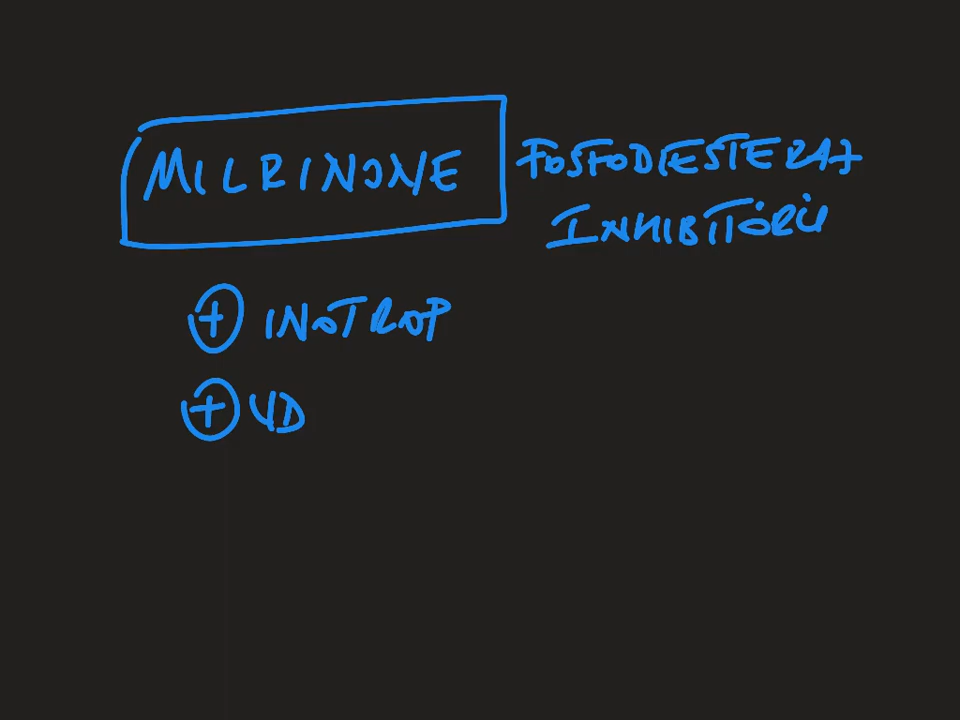 MILRINONE
FOSFODIESTERAZ
INHIBITÖRÜ
+ INOTROP
+ VD